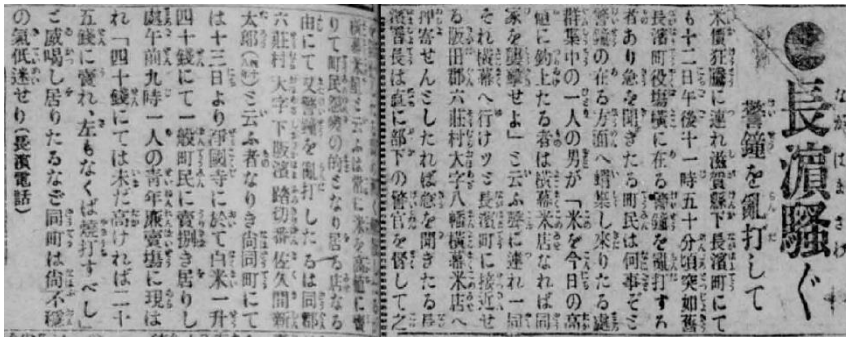 ●長濱騷ぐ
警鐘を亂打して
米價狂騰に連れ滋賀縣下長濱町にて
も十二日午後十一時五十分頃突如舊
長濱町役塲橫に在る警鐘を亂打する
者あり急を聞きたる町民は何事ぞと
警鐘の在る方面へ蝟集し來りたる處
群集中の一人の男が「米を今日の高
値に釣上たる者は橫幕米店なれば同
家を襲擊せよ」と云ふ聲に連れ一同
それ橫幕へ行けツと長濱町に接近せ
る阪田郡六莊村大字八幡橫幕米店へ
押寄せんとしたれば急を聞きたる長
濱署長は直に部下の警官を督して之
橫幕米屋と云ふは常に米を高値に賣
りて町民怨嗟の的となり居る店なる
由にて又警鐘を亂打したるは同郡
六莊村大字下阪濱踏切番佐久間新
太郎と云ふ者なりき尙同町にて
は十三日より御國寺に於て白米一升
四十錢にて一般町民に賣捌き居りし
處午前九時一人の靑年廉賣塲に現は
れ「四十錢にては未だ高ければ二十
五錢に賣れ、左もなくば燒打すべし」
と威喝し居りたるなど同町は尙不穩
の氣低迷せり(長濱電話)